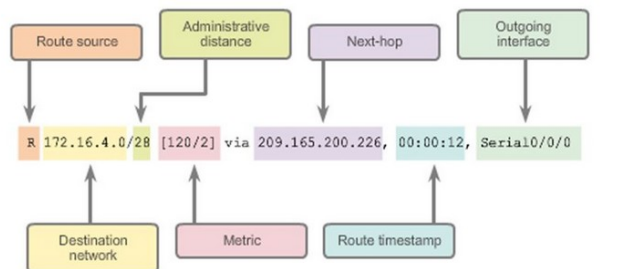 Route source
Administrative
distance
Next-hop
Outgoing
interface
R 172.16.4.0/28 [120/2] via 209.165.200.226, 00:00:12, Serial0/0/0
Destination
network
Metric
Route timestamp